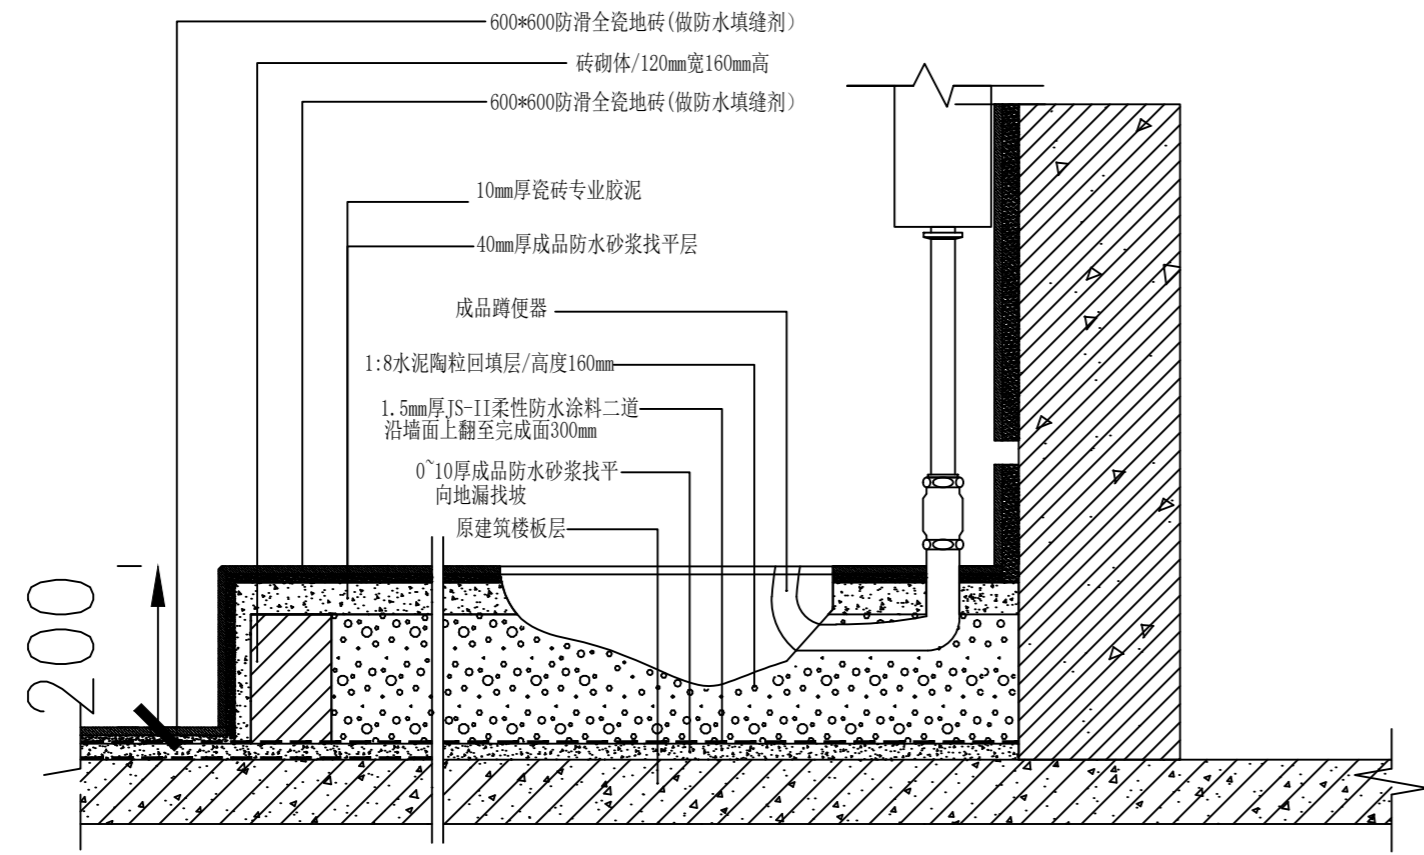 600*600防滑全瓷地砖(做防水填缝剂)
砖砌体/120mm宽160mm高
600*600防滑全瓷地砖(做防水填缝剂)
10mm厚瓷砖专业胶泥
40mm厚成品防水砂浆找平层
成品蹲便器
1:8水泥陶粒回填层/高度160mm
1.5mm厚JS-II柔性防水涂料二道
沿墙面上翻至完成面300mm
0~10厚成品防水砂浆找平
向地漏找坡
原建筑楼板层
200